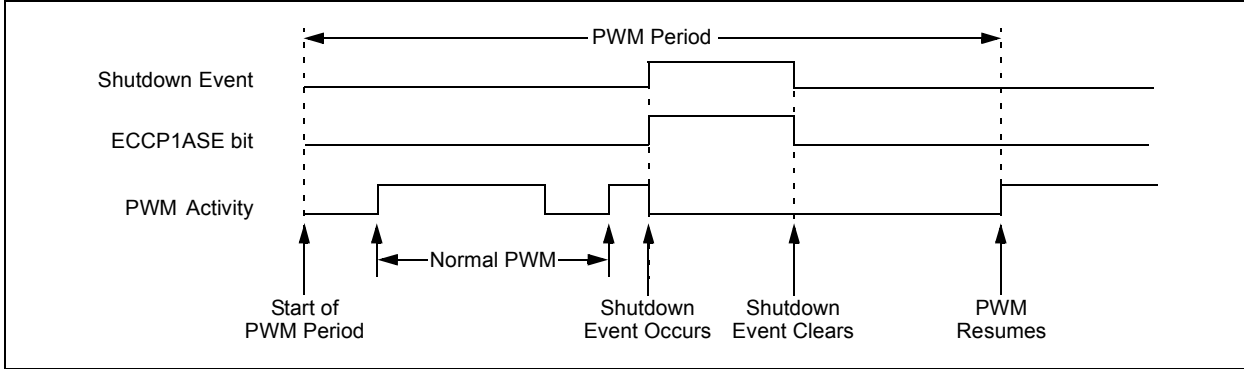 PWM Period
Shutdown Event
ECCP1ASE bit
PWM Activity
Normal PWM
Start of
PWM Period
Shutdown
Event Occurs
Shutdown
Event Clears
PWM
Resumes